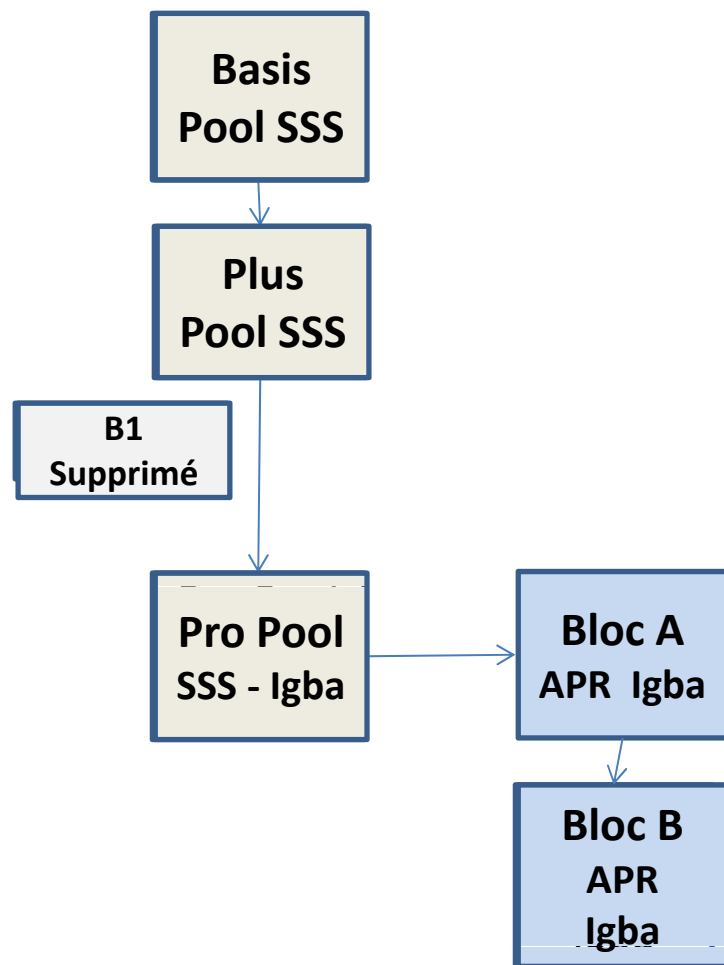 Basis
Pool SSS
Plus
Pool SSS
B1
Supprimé
Pro Pool
SSS - Igba
Bloc A
APR Igba
Bloc B
APR
Igba